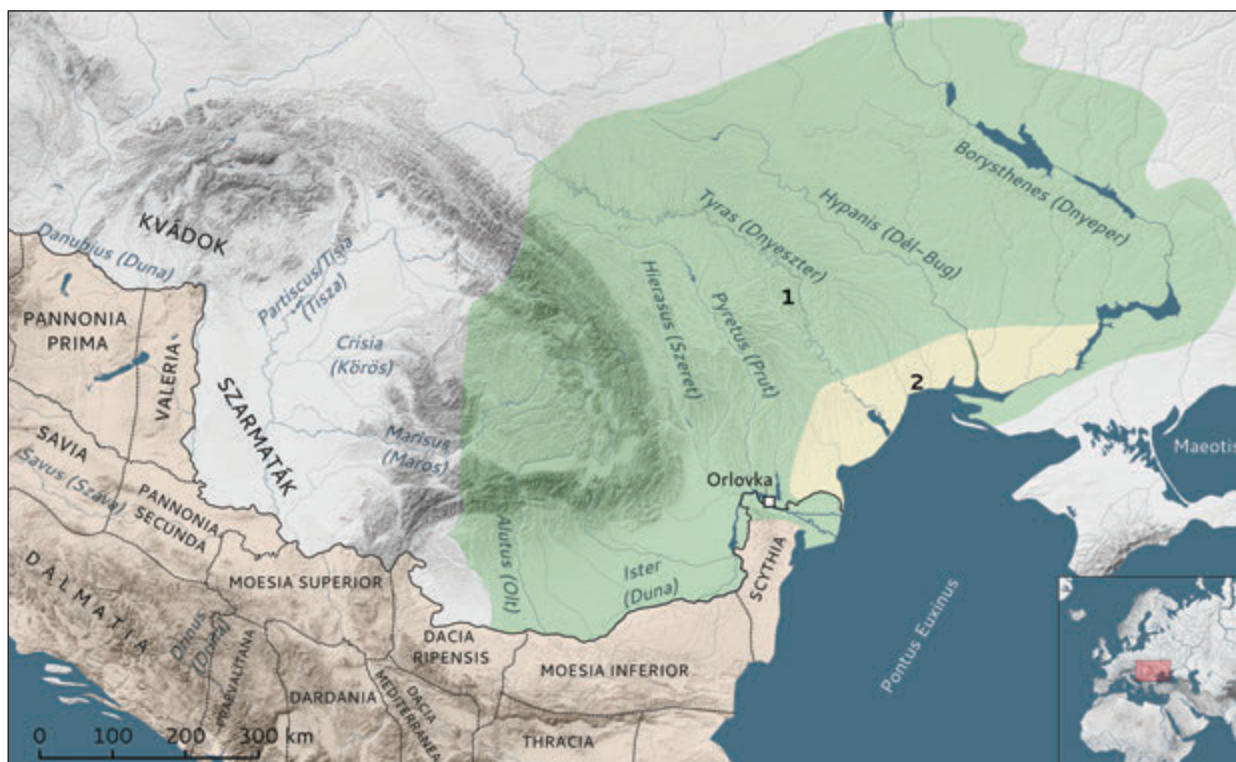 Borysthenes (Dnyeper)
Hypanis (Dél-Bug)
Tyras (Dnyeszter)
KVÁDOK
Danubius (Duna)
Partiscus/Tisia
(Tisza)
Hierasus (Szeret)
Pyretus (Prut)
1
PANNONIA
PRIMA
VALERIA
Crisia
(Körös)
2
SZARMATÁK
Marisus
(Maros)
Maeotis
SAVIA
Savus (Száva)
PANNONIA
SECUNDA
Orlovka
Alutus (Olt)
Ister
(Duna)
SCYTHIA
DALMATIA
MOESIA SUPERIOR
Drinus
(Drina)
PRAEVALITANA
DACIA
RIPENSIS
MOESIA INFERIOR
Pontus Euxinus
DARDANIA
DACIA
MEDITERRANEA
THRACIA
0 100 200 300 km